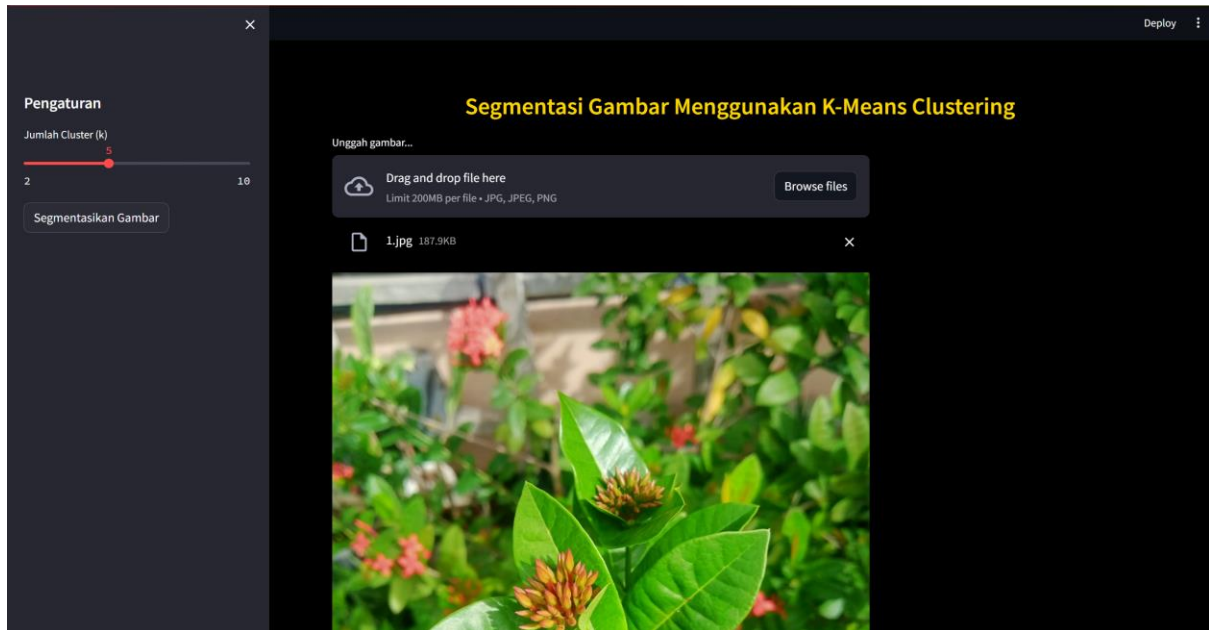 Deploy
Pengaturan
Jumlah Cluster (k)
5
2 10
Segmentasikan Gambar
Segmentasi Gambar Menggunakan K-Means Clustering
Unggah gambar...
Drag and drop file here
Limit 200MB per file • JPG, JPEG, PNG
Browse files
1.jpg 187.9KB